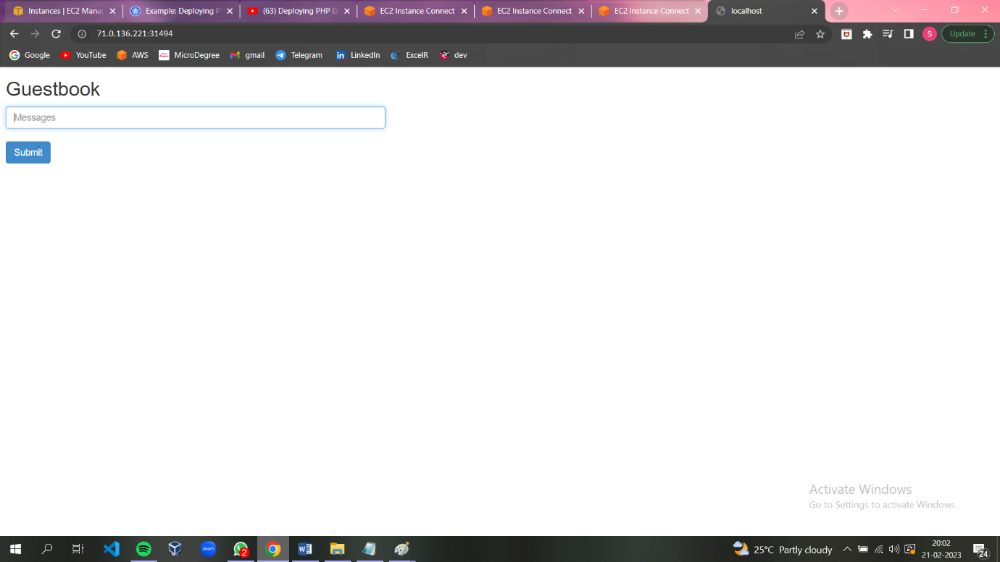 Instances | EC2 Manag
Example: Deploying P
(63) Deploying PHP G
EC2 Instance Connect
EC2 Instance Connect
EC2 Instance Connect
localhost
71.0.136.221:31494
S
Update
Google
YouTube
AWS
MicroDegree
gmail
Telegram
LinkedIn
ExcelR
dev
Guestbook
Messages
Submit
Activate Windows
Go to Settings to activate Windows.
zoom
2
25°C Partly cloudy
20:02
21-02-2023
24